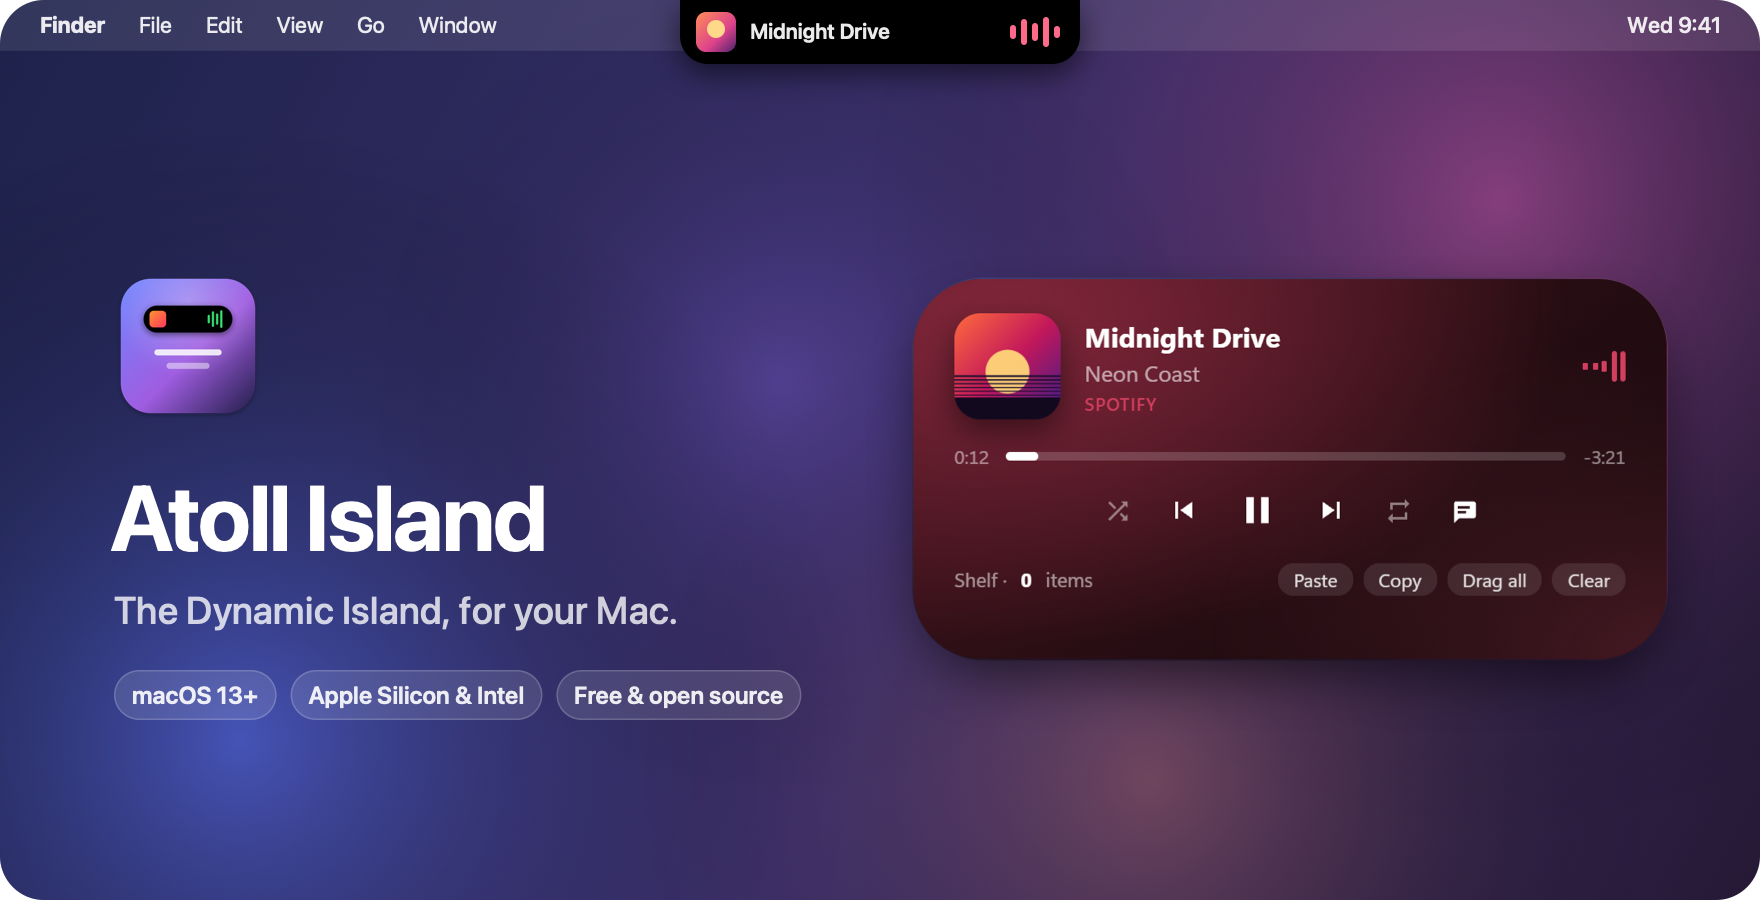 Finder File Edit View Go Window
Midnight Drive
Wed 9:41
Atoll Island
The Dynamic Island, for your Mac.
macOS 13+
Apple Silicon & Intel
Free & open source
Midnight Drive
Neon Coast
SPOTIFY
0:12
-3:21
Shelf · 0 items
Paste
Copy
Drag all
Clear